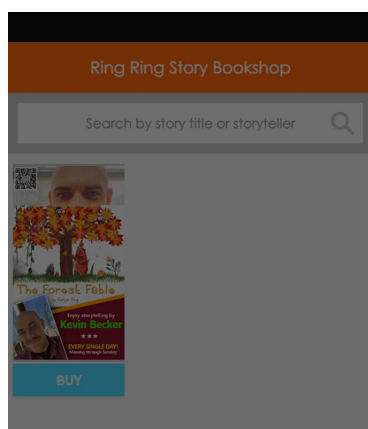 Ring Ring Story Bookshop
Search by story title or storyteller
The Forest Fable
Enjoy storytelling by
Kevin Becker
EVERY SINGLE DAY!
Monday through Sunday
BUY